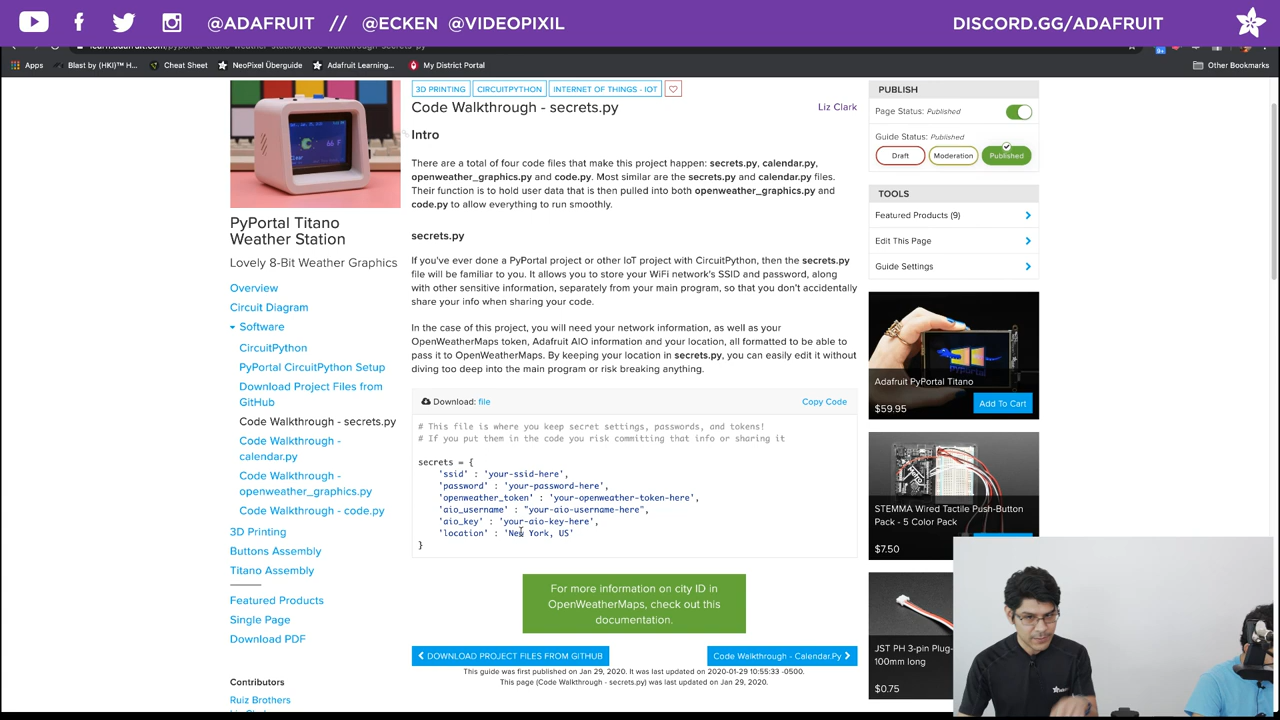 @ADAFRUIT // @ECKEN @VIDEOPIXIL
DISCORD.GG/ADAFRUIT
Apps
Blast by (HKI)™ H...
Cheat Sheet
NeoPixel Überguide
Adafruit Learning...
My District Portal
Other Bookmarks
3D PRINTING
CIRCUITPYTHON
INTERNET OF THINGS - IOT
Code Walkthrough - secrets.py
Liz Clark
Intro
There are a total of four code files that make this project happen: secrets.py, calendar.py,
openweather_graphics.py and code.py. Most similar are the secrets.py and calendar.py files.
Their function is to hold user data that is then pulled into both openweather_graphics.py and
code.py to allow everything to run smoothly.
secrets.py
If you've ever done a PyPortal project or other IoT project with CircuitPython, then the secrets.py
file will be familiar to you. It allows you to store your WiFi network's SSID and password, along
with other sensitive information, separately from your main program, so that you don't accidentally
share your info when sharing your code.
In the case of this project, you will need your network information, as well as your
OpenWeatherMaps token, Adafruit AIO information and your location, all formatted to be able to
pass it to OpenWeatherMaps. By keeping your location in secrets.py, you can easily edit it without
diving too deep into the main program or risk breaking anything.
Download: file
Copy Code
# This file is where you keep secret settings, passwords, and tokens!
# If you put them in the code you risk committing that info or sharing it
secrets = {
'ssid' : 'your-ssid-here',
'password' : 'your-password-here',
'openweather_token' : 'your-openweather-token-here',
'aio_username' : "your-aio-username-here",
'aio_key' : 'your-aio-key-here',
'location' : 'New York, US'
}
For more information on city ID in
OpenWeatherMaps, check out this
documentation.
DOWNLOAD PROJECT FILES FROM GITHUB
Code Walkthrough - Calendar.Py
This guide was first published on Jan 29, 2020. It was last updated on 2020-01-29 10:55:33 -0500.
This page (Code Walkthrough - secrets.py) was last updated on Jan 29, 2020.
66 F
Clear
PyPortal Titano
Weather Station
Lovely 8-Bit Weather Graphics
Overview
Circuit Diagram
Software
CircuitPython
PyPortal CircuitPython Setup
Download Project Files from
GitHub
Code Walkthrough - secrets.py
Code Walkthrough -
calendar.py
Code Walkthrough -
openweather_graphics.py
Code Walkthrough - code.py
3D Printing
Buttons Assembly
Titano Assembly
Featured Products
Single Page
Download PDF
Contributors
Ruiz Brothers
PUBLISH
Page Status: Published
Guide Status: Published
Draft
Moderation
Published
TOOLS
Featured Products (9)
Edit This Page
Guide Settings
Adafruit PyPortal Titano
$59.95
Add To Cart
STEMMA Wired Tactile Push-Button
Pack - 5 Color Pack
$7.50
JST PH 3-pin Plug-
100mm long
$0.75